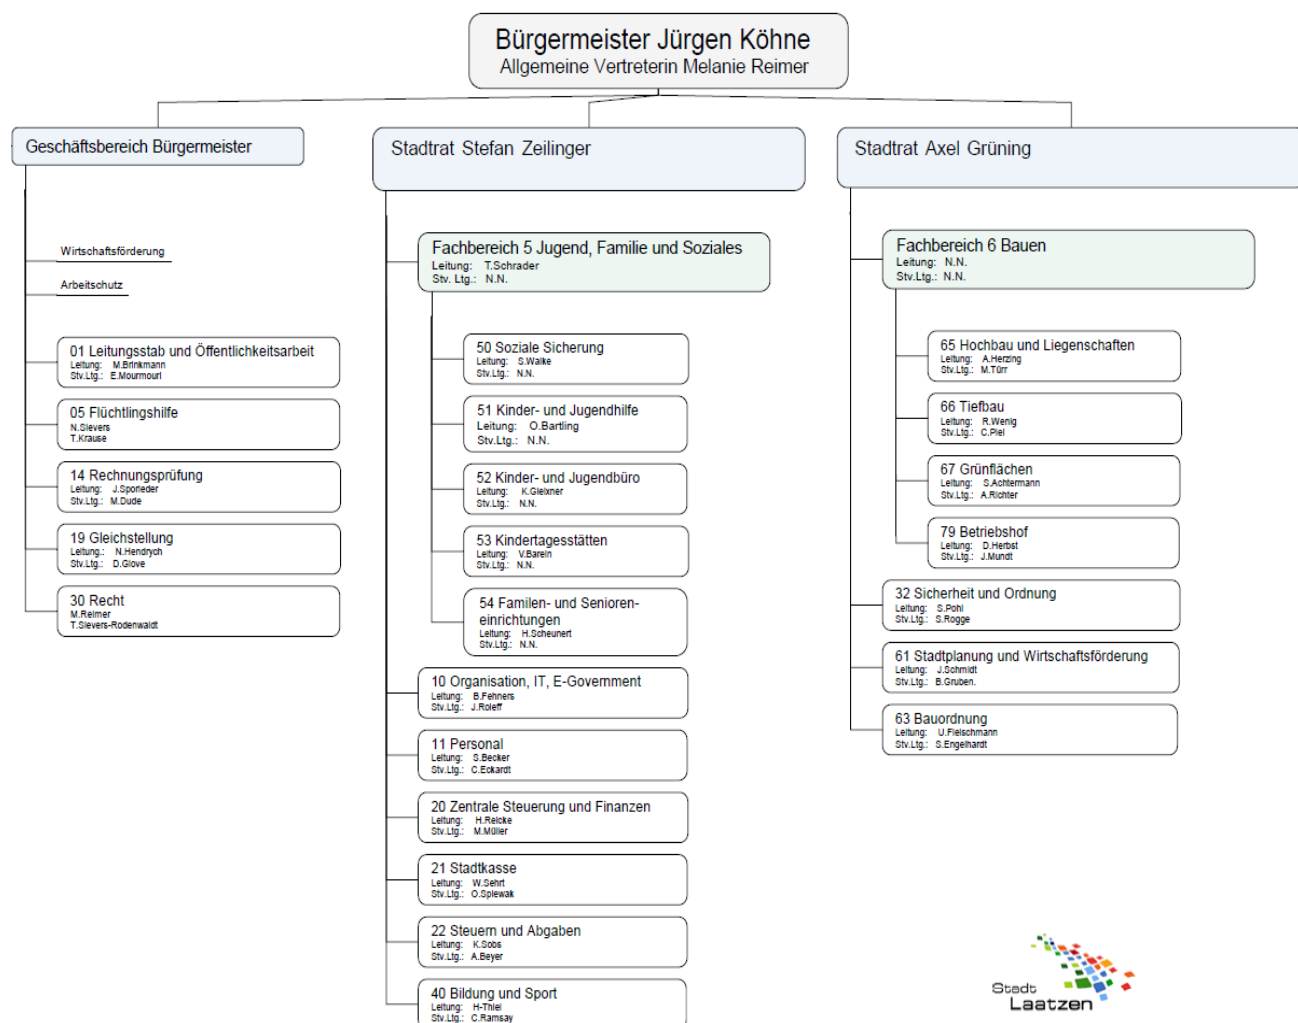 Bürgermeister Jürgen Köhne
Allgemeine Vertreterin Melanie Reimer
Geschäftsbereich Bürgermeister
Wirtschaftsförderung
Arbeitschutz
01 Leitungsstab und Öffentlichkeitsarbeit
Leitung: M.Brinkmann
Stv.Ltg.: E.Mourmouri
05 Flüchtlingshilfe
N.Sievers
T.Krause
14 Rechnungsprüfung
Leitung: J.Sporleder
Stv.Ltg.: M.Dude
19 Gleichstellung
Leitung.: N.Hendrych
Stv.Ltg.: D.Glove
30 Recht
M.Reimer
T.Sievers-Rodenwaldt
Stadtrat Stefan Zeilinger
Fachbereich 5 Jugend, Familie und Soziales
Leitung: T.Schrader
Stv. Ltg.: N.N.
50 Soziale Sicherung
Leitung: S.Walke
Stv.Ltg.: N.N.
51 Kinder- und Jugendhilfe
Leitung: O.Bartling
Stv.Ltg.: N.N.
52 Kinder- und Jugendbüro
Leitung: K.Gleixner
Stv.Ltg.: N.N.
53 Kindertagesstätten
Leitung: V.Barein
Stv.Ltg.: N.N.
54 Familen- und Senioren-
einrichtungen
Leitung: H.Scheunert
Stv.Ltg.: N.N.
10 Organisation, IT, E-Government
Leitung: B.Fehners
Stv.Ltg.: J.Roleff
11 Personal
Leitung: S.Becker
Stv.Ltg.: C.Eckardt
20 Zentrale Steuerung und Finanzen
Leitung: H.Reicke
Stv.Ltg.: M.Müller
21 Stadtkasse
Leitung: W.Sehrt
Stv.Ltg.: O.Splewak
22 Steuern und Abgaben
Leitung: K.Sobs
Stv.Ltg.: A.Beyer
40 Bildung und Sport
Leitung: H-Thiel
Stv.Ltg.: C.Ramsay
Stadtrat Axel Grüning
Fachbereich 6 Bauen
Leitung: N.N.
Stv.Ltg.: N.N.
65 Hochbau und Liegenschaften
Leitung: A.Herzing
Stv.Ltg.: M.Türr
66 Tiefbau
Leitung: R.Wenig
Stv.Ltg.: C.Piel
67 Grünflächen
Leitung: S.Achtermann
Stv.Ltg.: A.Richter
79 Betriebshof
Leitung: D.Herbst
Stv.Ltg.: J.Mundt
32 Sicherheit und Ordnung
Leitung: S.Pohl
Stv.Ltg.: S.Rogge
61 Stadtplanung und Wirtschaftsförderung
Leitung: J.Schmidt
Stv.Ltg.: B.Gruben.
63 Bauordnung
Leitung: U.Fleischmann
Stv.Ltg.: S.Engelhardt
Stadt
Laatzen